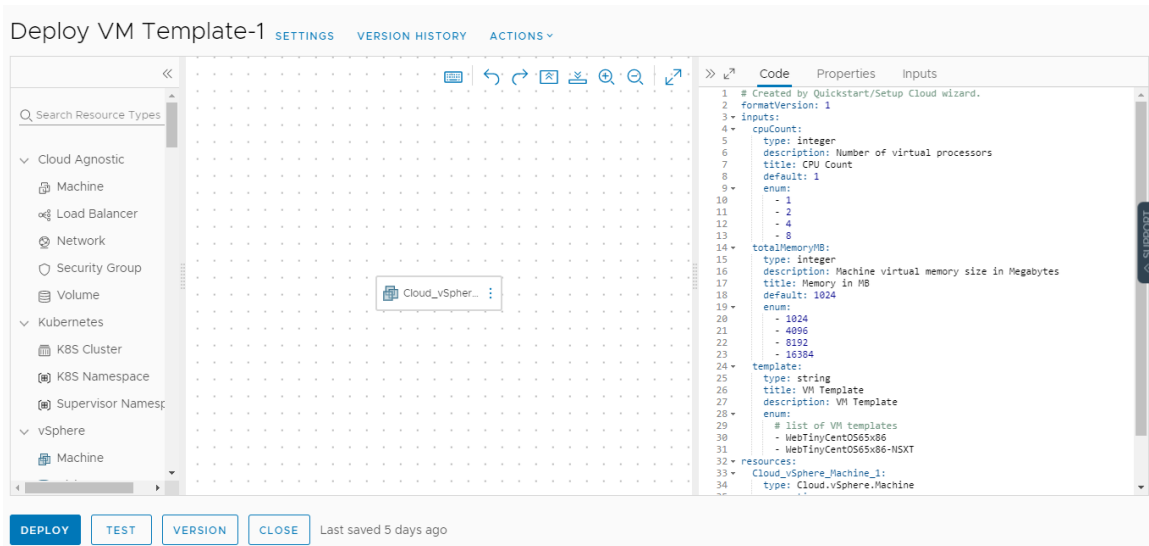 Deploy VM Template-1 SETTINGS VERSION HISTORY ACTIONS
Search Resource Types
Cloud Agnostic
Machine
Load Balancer
Network
Security Group
Volume
Kubernetes
K8S Cluster
K8S Namespace
Supervisor Namesp
vSphere
Machine
Cloud_vSpher...
Code Properties Inputs
1 # Created by Quickstart/Setup Cloud wizard.
2 formatVersion: 1
3 inputs:
4 cpuCount:
5 type: integer
6 description: Number of virtual processors
7 title: CPU Count
8 default: 1
9 enum:
10 - 1
11 - 2
12 - 4
13 - 8
14 totalMemoryMB:
15 type: integer
16 description: Machine virtual memory size in Megabytes
17 title: Memory in MB
18 default: 1024
19 enum:
20 - 1024
21 - 4096
22 - 8192
23 - 16384
24 template:
25 type: string
26 title: VM Template
27 description: VM Template
28 enum:
29 # list of VM templates
30 - WebTinyCentOS65x86
31 - WebTinyCentOS65x86-NSXT
32 resources:
33 Cloud_vSphere_Machine_1:
34 type: Cloud.vSphere.Machine
SUPPORT
DEPLOY TEST VERSION CLOSE Last saved 5 days ago